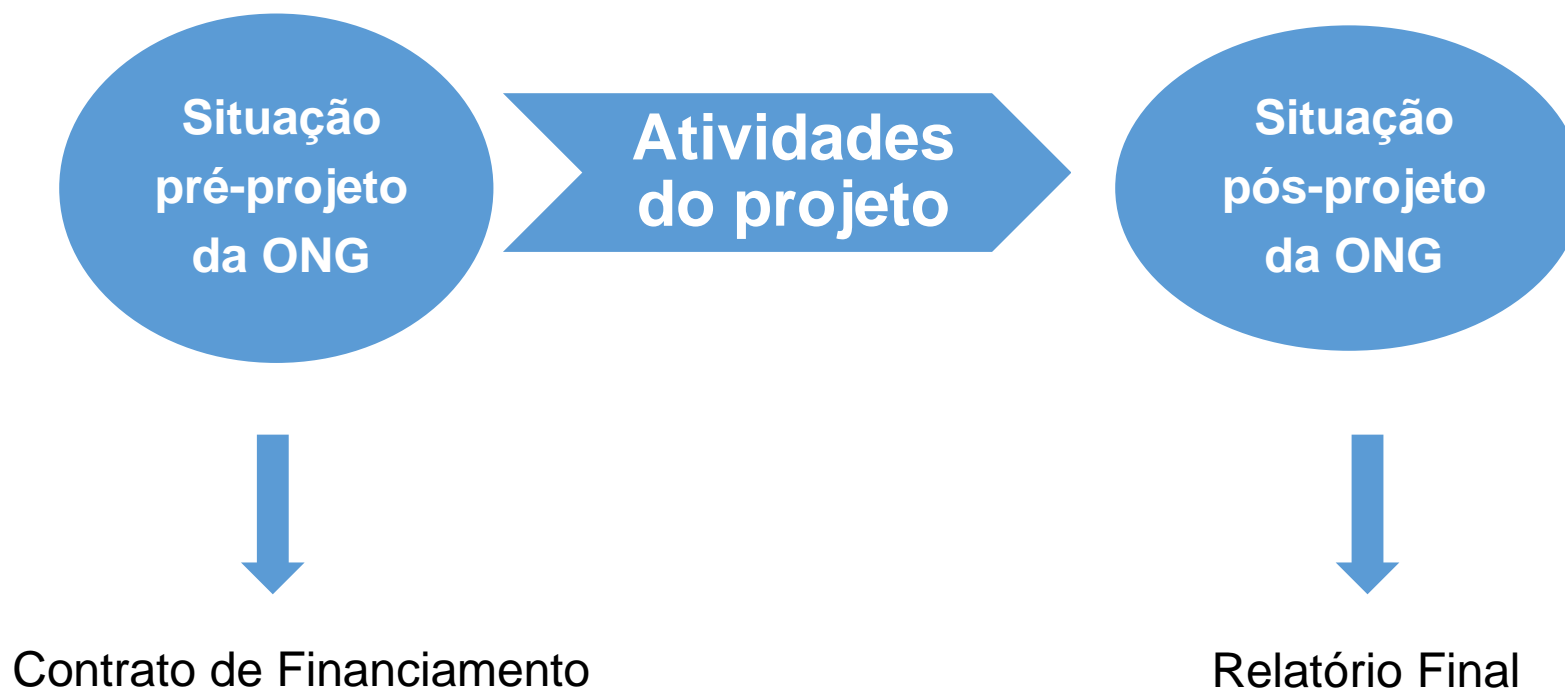 Situação
pré-projeto
da ONG
Atividades
do projeto
Situação
pós-projeto
da ONG
Contrato de Financiamento
Relatório Final